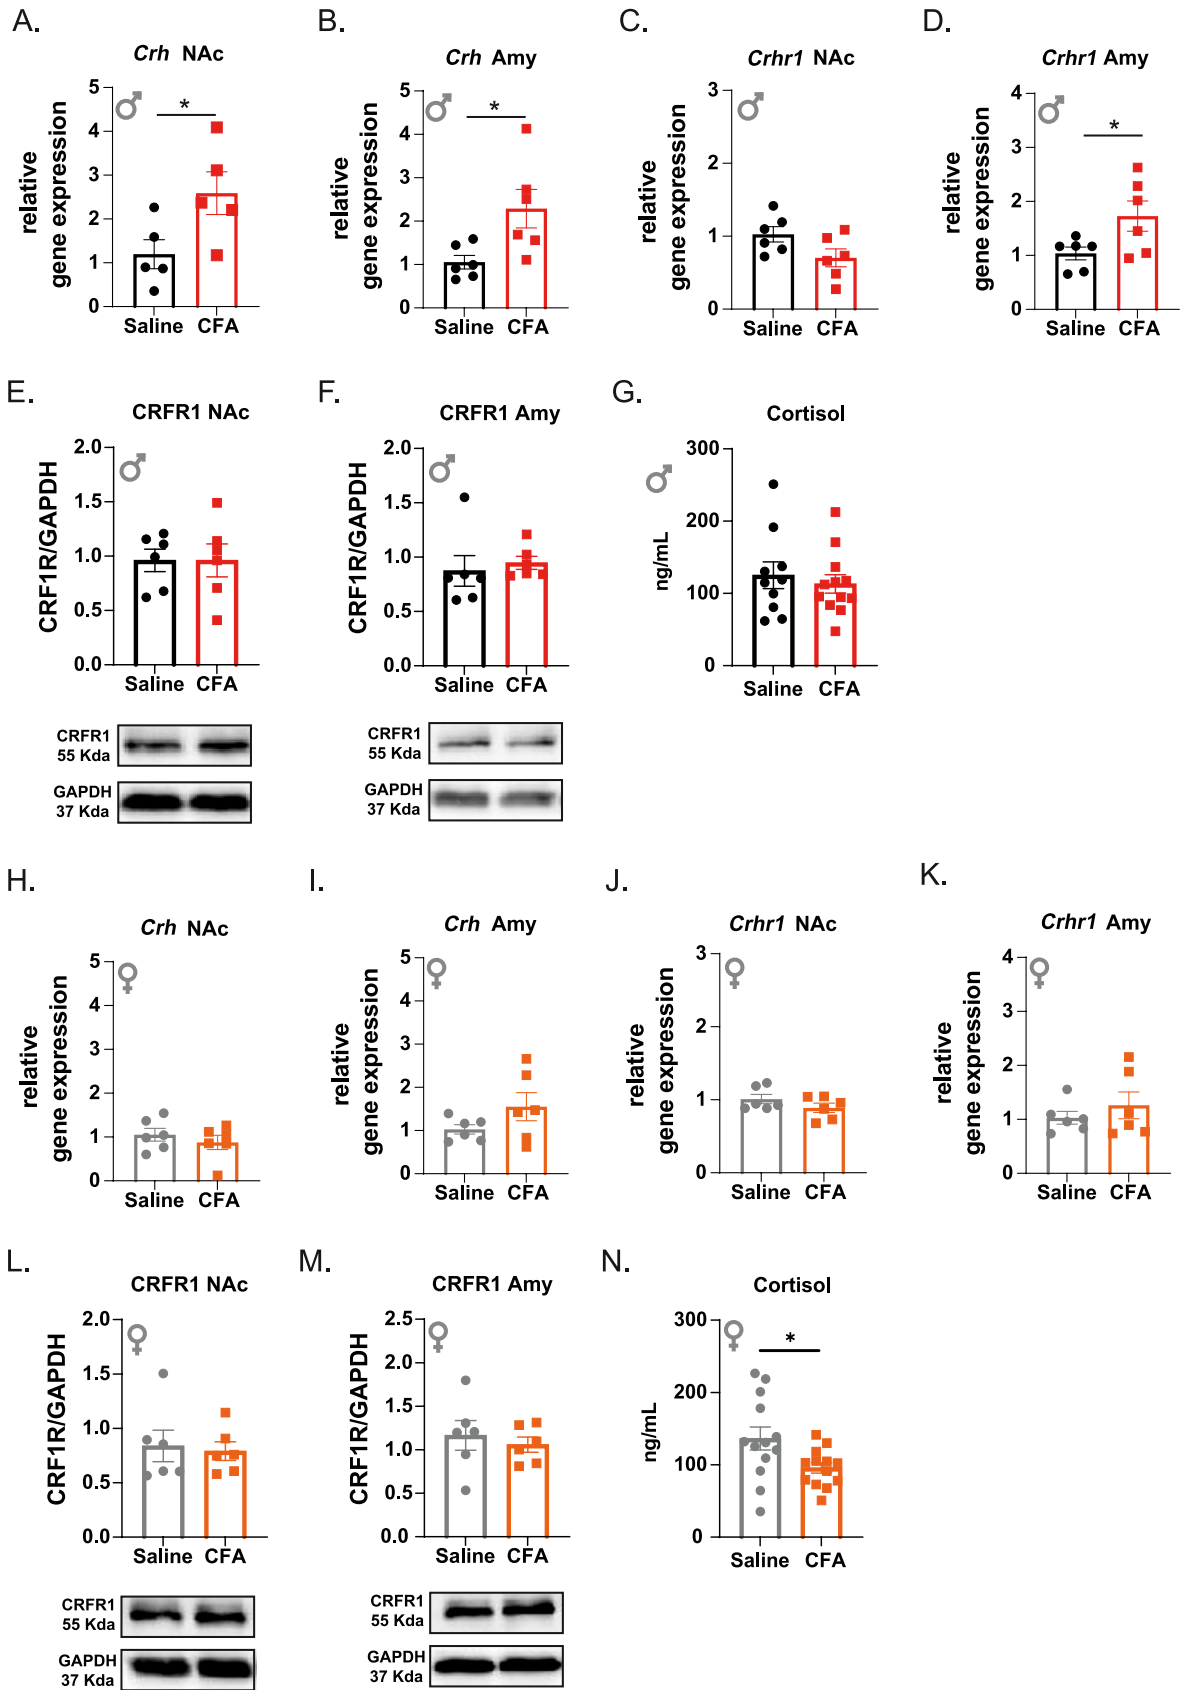 A.
Crh NAc
relative
gene expression
5
4
3
2
1
0
*
Saline CFA
B.
Crh Amy
relative
gene expression
5
4
3
2
1
0
*
Saline CFA
C.
Crhr1 NAc
relative
gene expression
3
2
1
0
Saline CFA
D.
Crhr1 Amy
relative
gene expression
4
3
2
1
0
*
Saline CFA
E.
CRFR1 NAc
CRF1R/GAPDH
2.0
1.5
1.0
0.5
0.0
Saline CFA
CRFR1
55 Kda
GAPDH
37 Kda
F.
CRFR1 Amy
CRF1R/GAPDH
2.0
1.5
1.0
0.5
0.0
Saline CFA
CRFR1
55 Kda
GAPDH
37 Kda
G.
Cortisol
ng/mL
300
200
100
0
Saline CFA
H.
Crh NAc
relative
gene expression
5
4
3
2
1
0
Saline CFA
I.
Crh Amy
relative
gene expression
5
4
3
2
1
0
Saline CFA
J.
Crhr1 NAc
relative
gene expression
3
2
1
0
Saline CFA
K.
Crhr1 Amy
relative
gene expression
4
3
2
1
0
Saline CFA
L.
CRFR1 NAc
CRF1R/GAPDH
2.0
1.5
1.0
0.5
0.0
Saline CFA
CRFR1
55 Kda
GAPDH
37 Kda
M.
CRFR1 Amy
CRF1R/GAPDH
2.5
2.0
1.5
1.0
0.5
0.0
Saline CFA
CRFR1
55 Kda
GAPDH
37 Kda
N.
Cortisol
ng/mL
300
200
100
0
*
Saline CFA